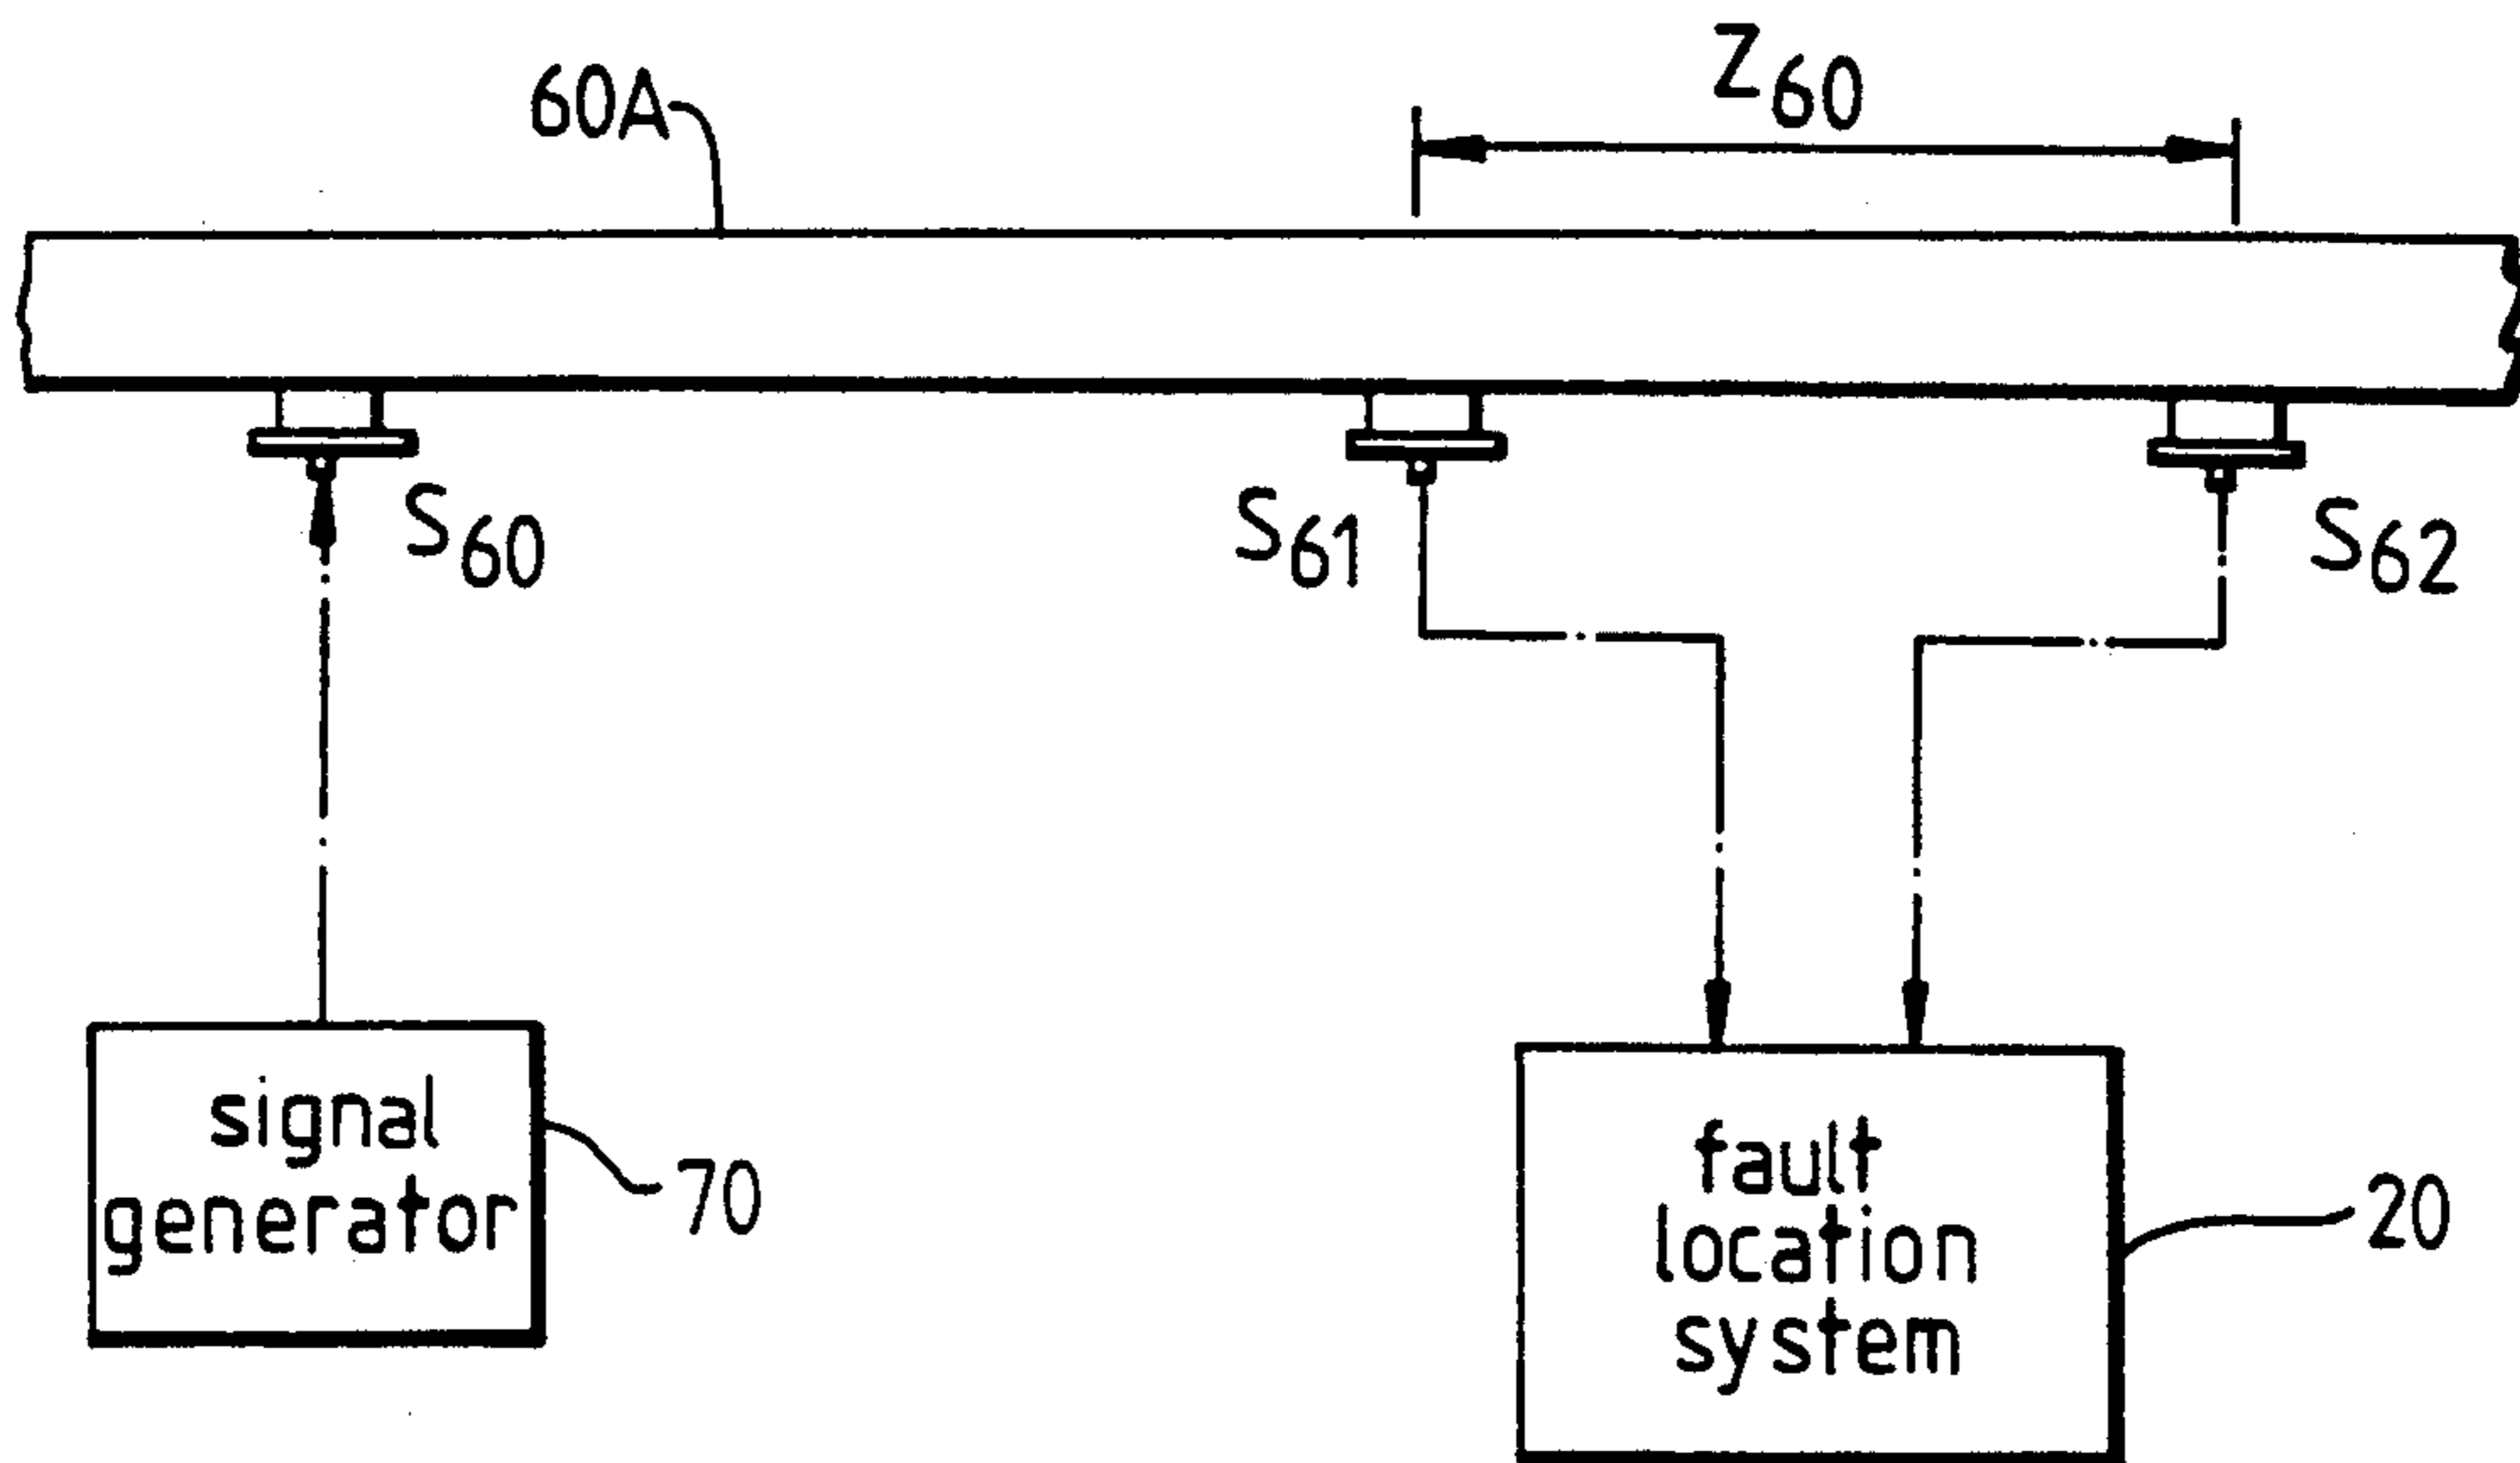 Z60
60A
S60
S61
S62
signal
generator
70
fault
location
system
20